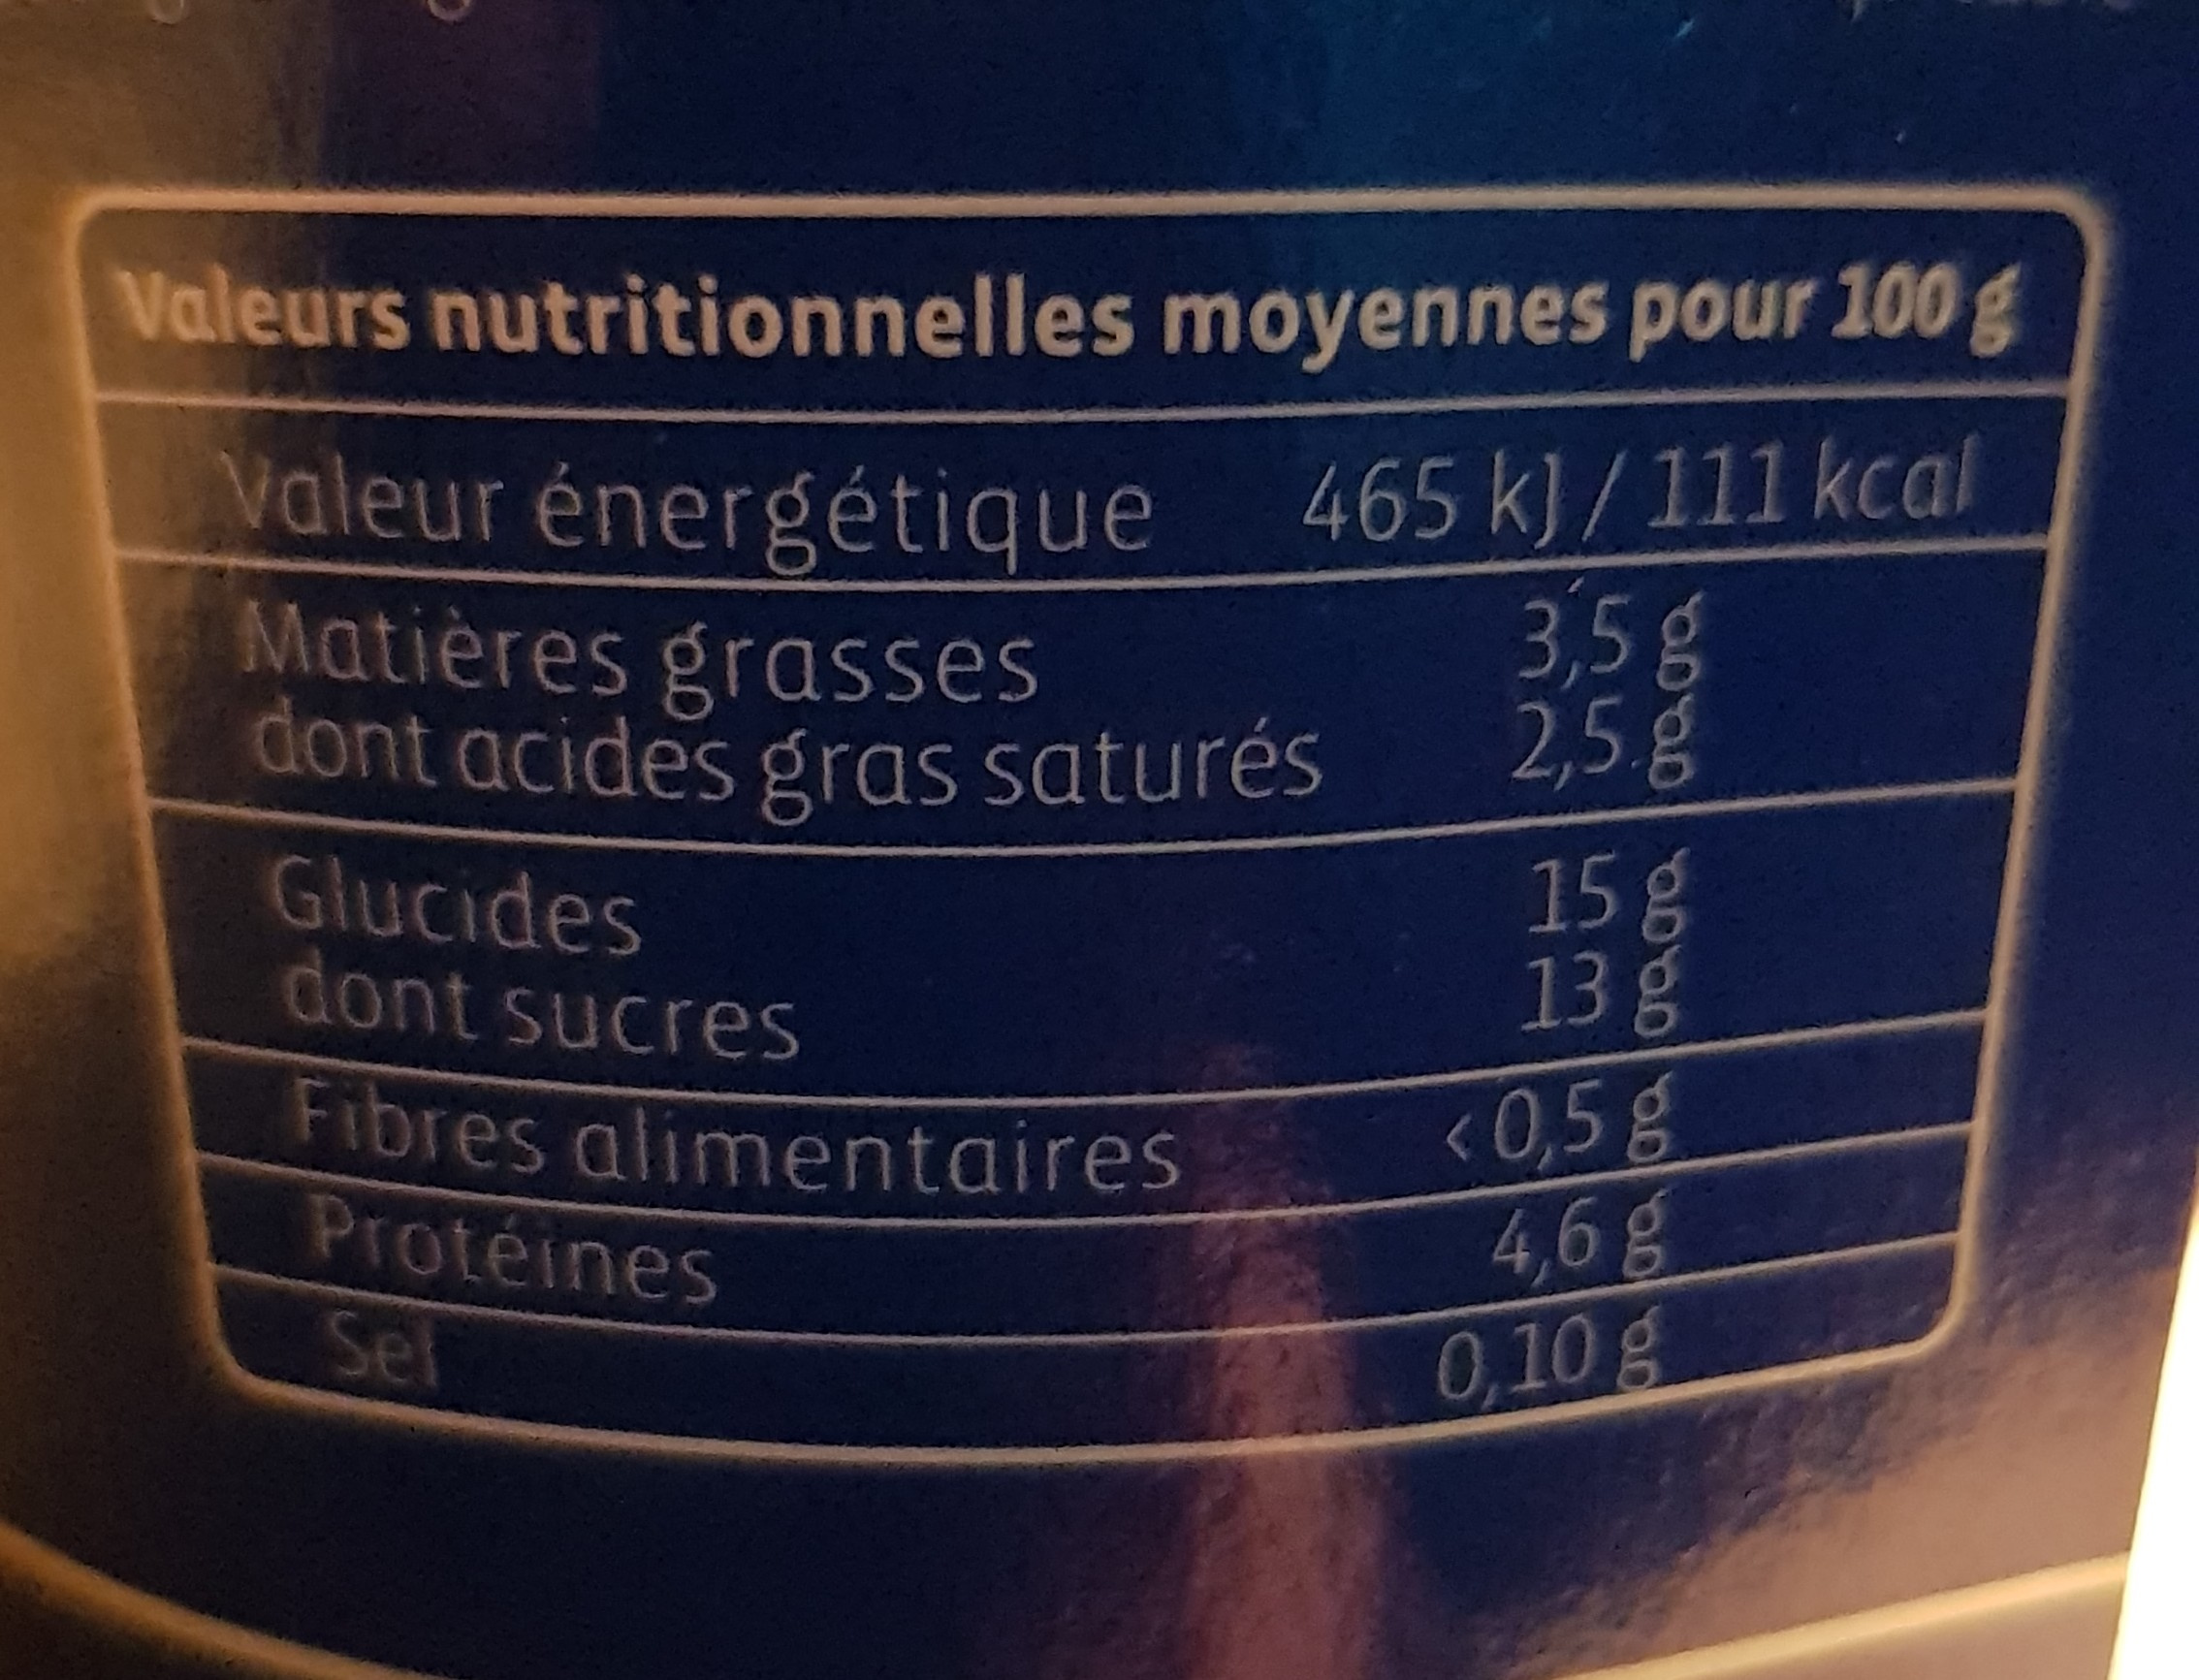 Valeurs nutritionnelles moyennes pour 100 g
Valeur énergétique 465 kJ / 111 kcal
Matières grasses 3,5 g
dont acides gras saturés 2,5 g
Glucides 15 g
dont sucres 13 g
Fibres alimentaires < 0,5 g
Protéines 4,6 g
Sel 0,10 g